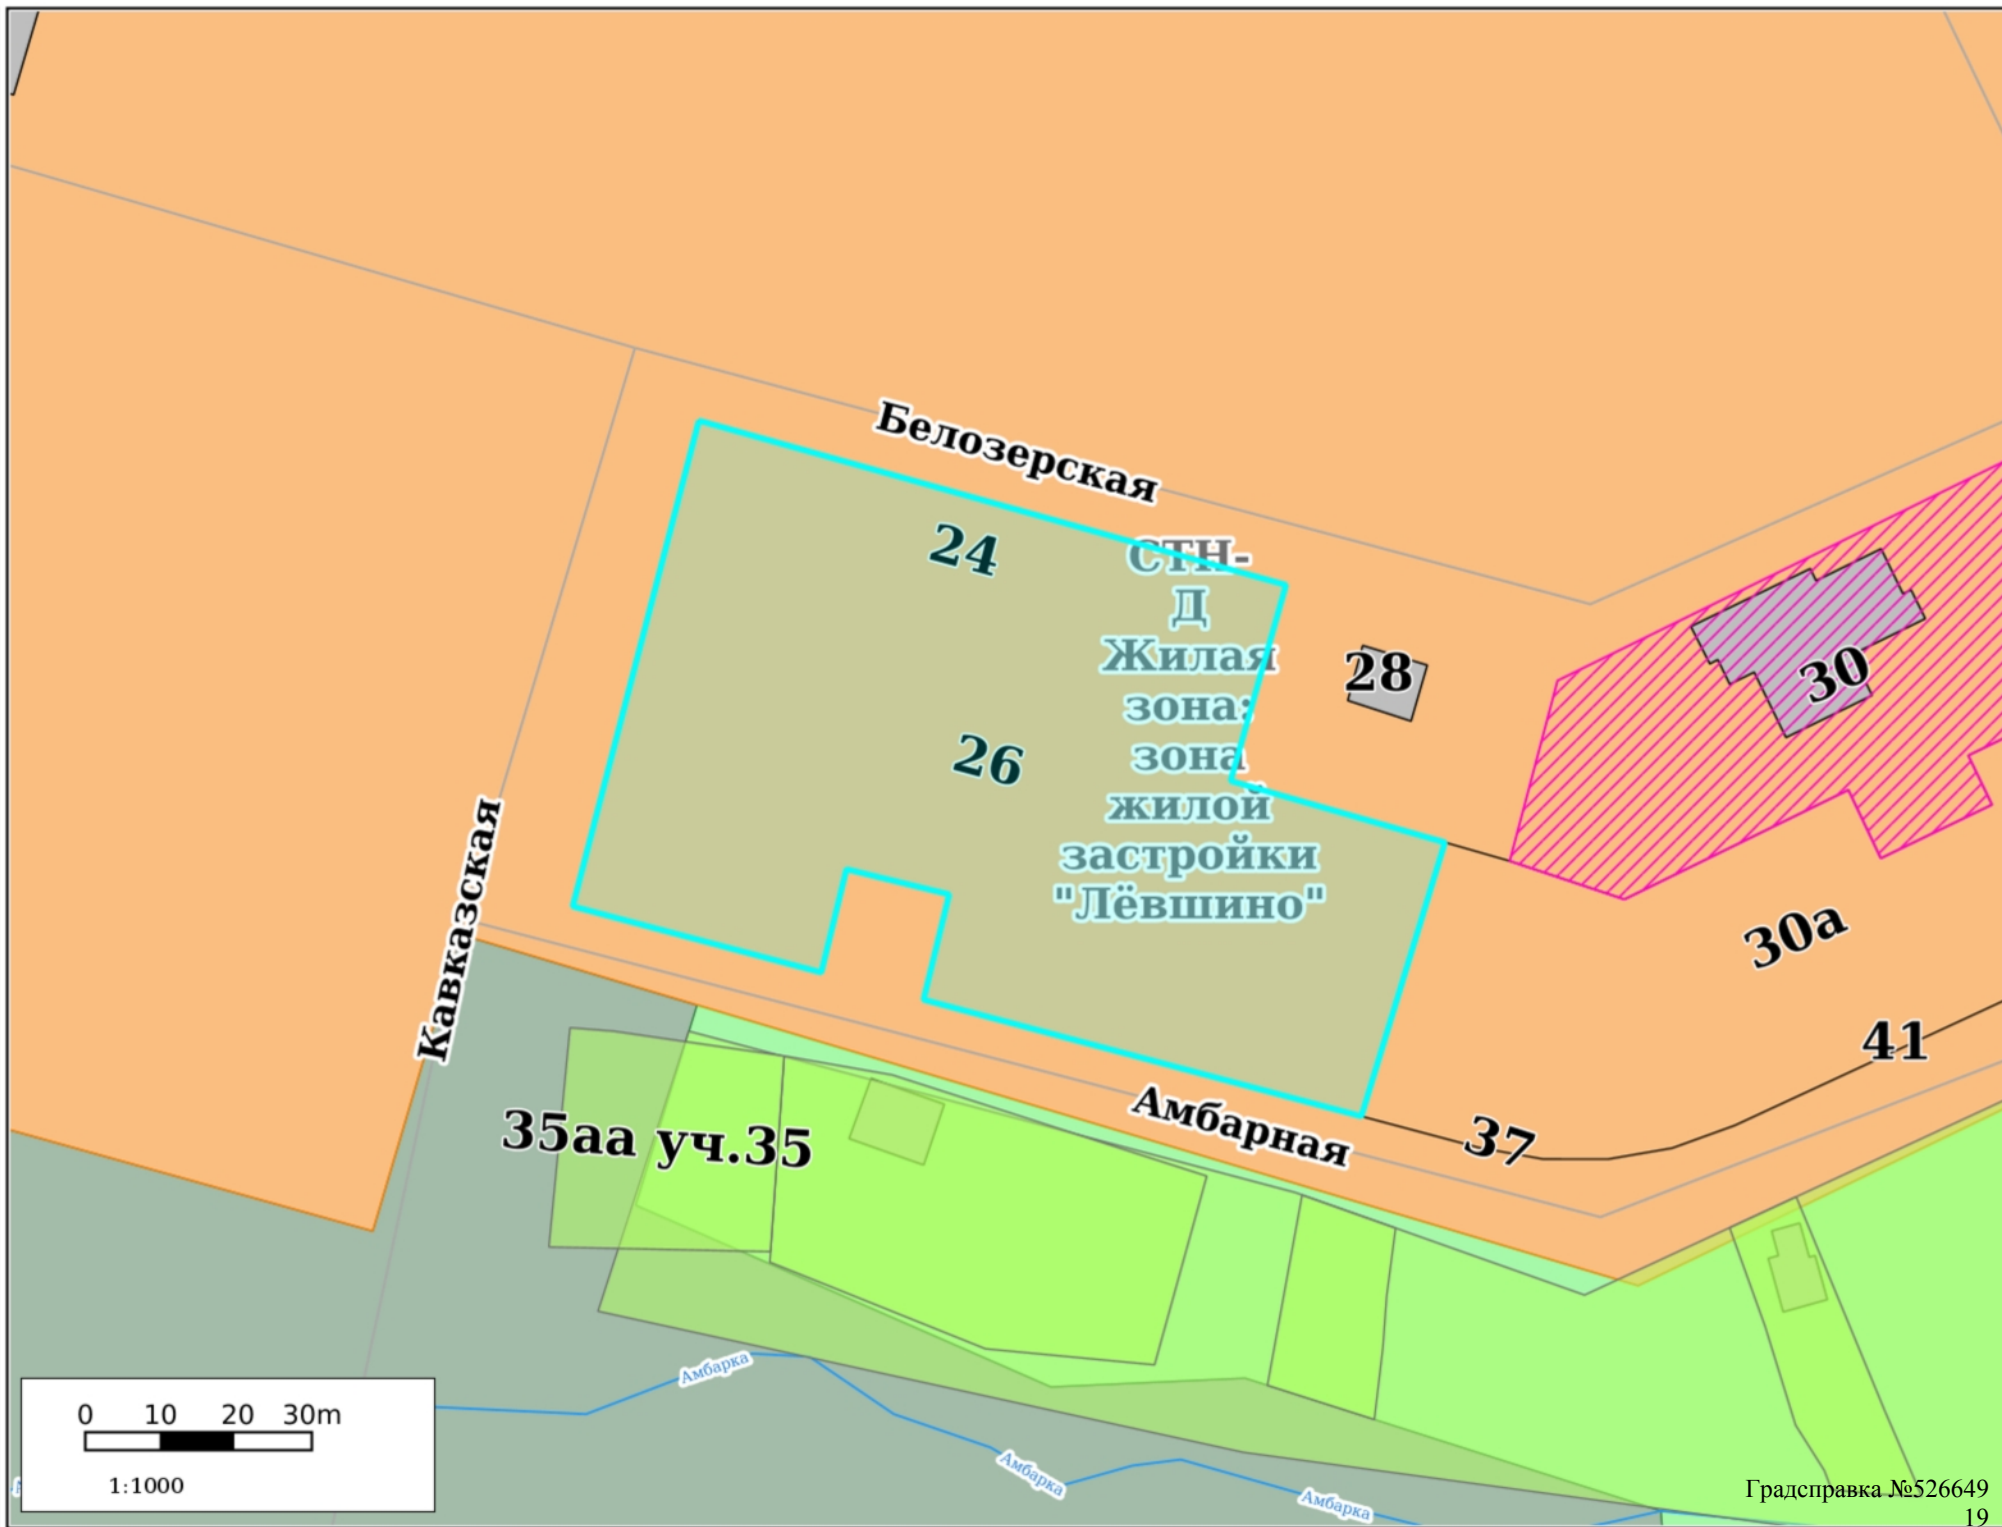 Белозерская
24
СТН-
Д
Жилая
зона:
зона
жилой
застройки
"Лёвшино"
28
30
26
Кавказская
30а
41
Амбарная
37
35аа уч.35
Амбарка
Амбарка
Амбарка
0 10 20 30m
1:1000
Градсправка №526649
19